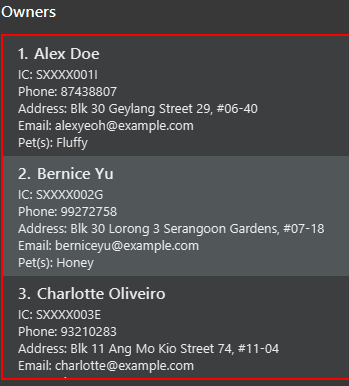 Owners
1. Alex Doe
IC: SXXXX001I
Phone: 87438807
Address: Blk 30 Geylang Street 29, #06-40
Email: alexyeoh@example.com
Pet(s): Fluffy
2. Bernice Yu
IC: SXXXX002G
Phone: 99272758
Address: Blk 30 Lorong 3 Serangoon Gardens, #07-18
Email: berniceyu@example.com
Pet(s): Honey
3. Charlotte Oliveiro
IC: SXXXX003E
Phone: 93210283
Address: Blk 11 Ang Mo Kio Street 74, #11-04
Email: charlotte@example.com